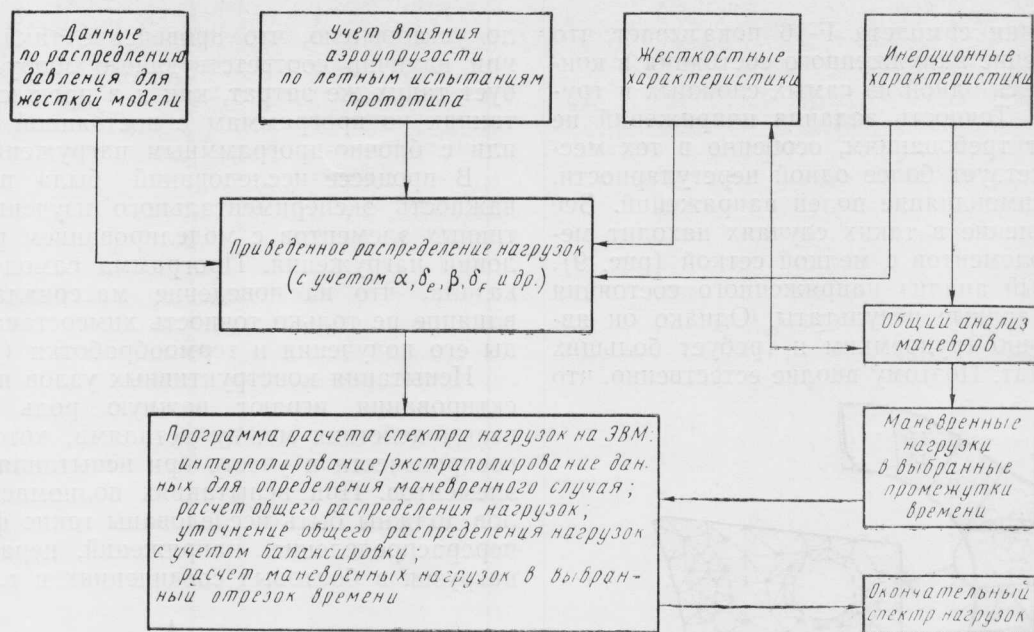 Данные
по распределению
давления для
жесткой модели
Учет влияния
аэроупругости
по летным испытаниям
прототипа
Жесткостные
характеристики
Инерционные
характеристики
Приведенное распределение нагрузок
(с учетом α, δe, β, δr и др.)
Общий анализ
маневров
Программа расчета спектра нагрузок на ЭВМ:
интерполирование/экстраполирование дан-
ных для определения маневренного случая;
расчет общего распределения нагрузок;
уточнение общего распределения нагрузок
с учетом балансировки;
расчет маневренных нагрузок в выбран-
ный отрезок времени
Маневренные
нагрузки
в выбранные
промежутки
времени
Окончательный
спектр нагрузок